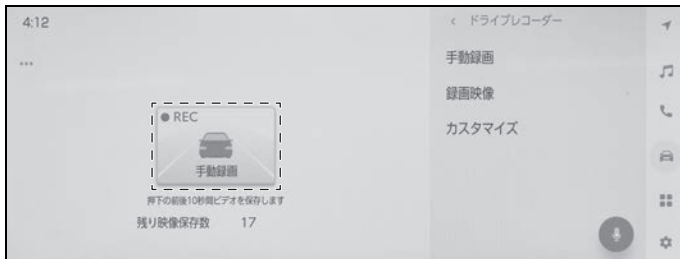 4:12
...
● REC
手動録画
押下の前後10秒間ビデオを保存します
残り映像保存数 17
< ドライブレコーダー
手動録画
録画映像
カスタマイズ